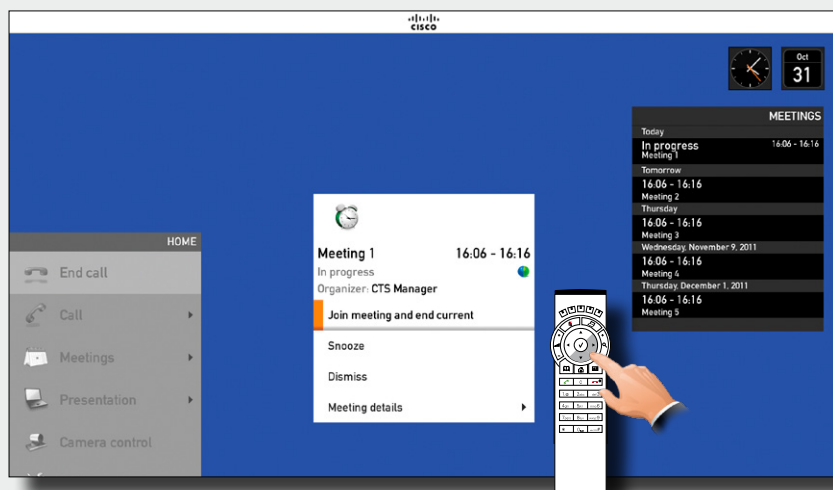 CISCO
Oct
31
MEETINGS
Today
In progress 16:06 - 16:16
Meeting 1
Tomorrow
16:06 - 16:16
Meeting 2
Thursday
16:06 - 16:16
Meeting 3
Wednesday, November 9, 2011
16:06 - 16:16
Meeting 4
Thursday, December 1, 2011
16:06 - 16:16
Meeting 5
HOME
End call
Call
Meetings
Presentation
Camera control
Meeting 1 16:06 - 16:16
In progress
Organizer: CTS Manager
Join meeting and end current
Snooze
Dismiss
Meeting details